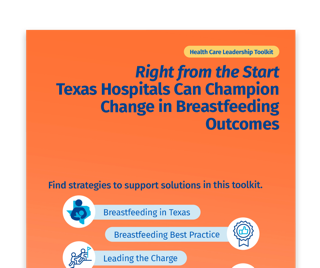 Health Care Leadership Toolkit
Right from the Start
Texas Hospitals Can Champion
Change in Breastfeeding
Outcomes
Find strategies to support solutions in this toolkit.
Breastfeeding in Texas
Breastfeeding Best Practice
Leading the Charge